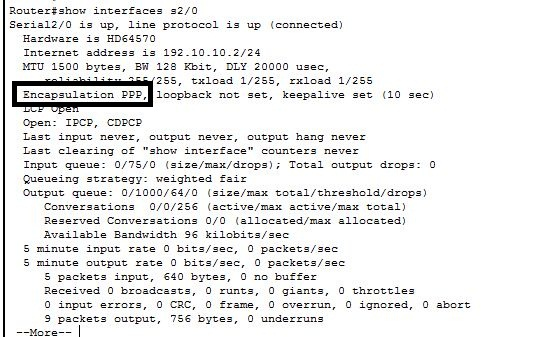 Router#show interfaces s2/0
Serial2/0 is up, line protocol is up (connected)
Hardware is HD64570
Internet address is 192.10.10.2/24
MTU 1500 bytes, BW 128 Kbit, DLY 20000 usec,
reliability 255/255, txload 1/255, rxload 1/255
Encapsulation PPP, loopback not set, keepalive set (10 sec)
LCP Open
Open: IPCP, CDPCP
Last input never, output never, output hang never
Last clearing of "show interface" counters never
Input queue: 0/75/0 (size/max/drops); Total output drops: 0
Queueing strategy: weighted fair
Output queue: 0/1000/64/0 (size/max total/threshold/drops)
Conversations 0/0/256 (active/max active/max total)
Reserved Conversations 0/0 (allocated/max allocated)
Available Bandwidth 96 kilobits/sec
5 minute input rate 0 bits/sec, 0 packets/sec
5 minute output rate 0 bits/sec, 0 packets/sec
5 packets input, 640 bytes, 0 no buffer
Received 0 broadcasts, 0 runts, 0 giants, 0 throttles
0 input errors, 0 CRC, 0 frame, 0 overrun, 0 ignored, 0 abort
9 packets output, 756 bytes, 0 underruns
--More--